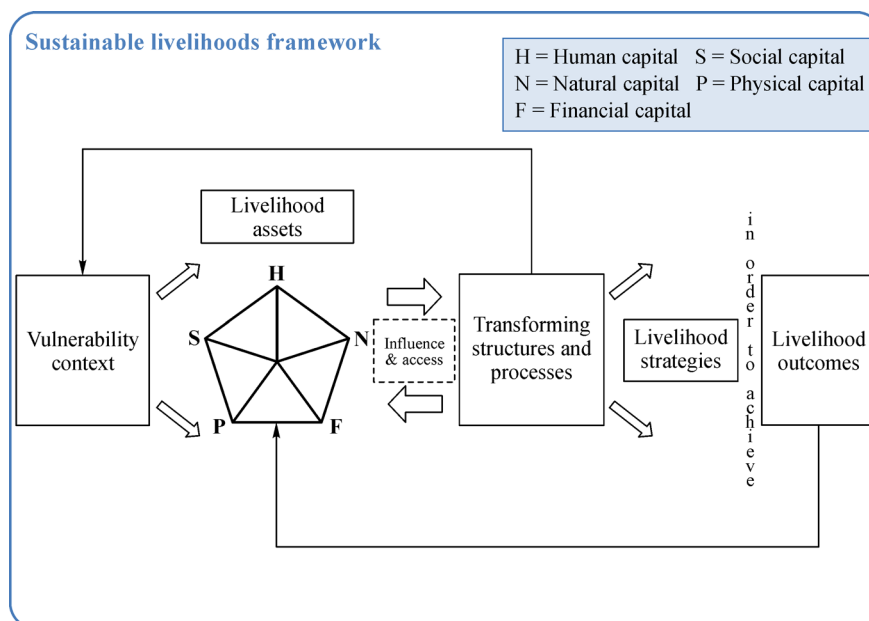 Sustainable livelihoods framework
H = Human capital S = Social capital
N = Natural capital P = Physical capital
F = Financial capital
Livelihood
assets
Vulnerability
context
H
S
N
P
F
Influence
& access
Transforming
structures and
processes
Livelihood
strategies
in order to achieve
Livelihood
outcomes